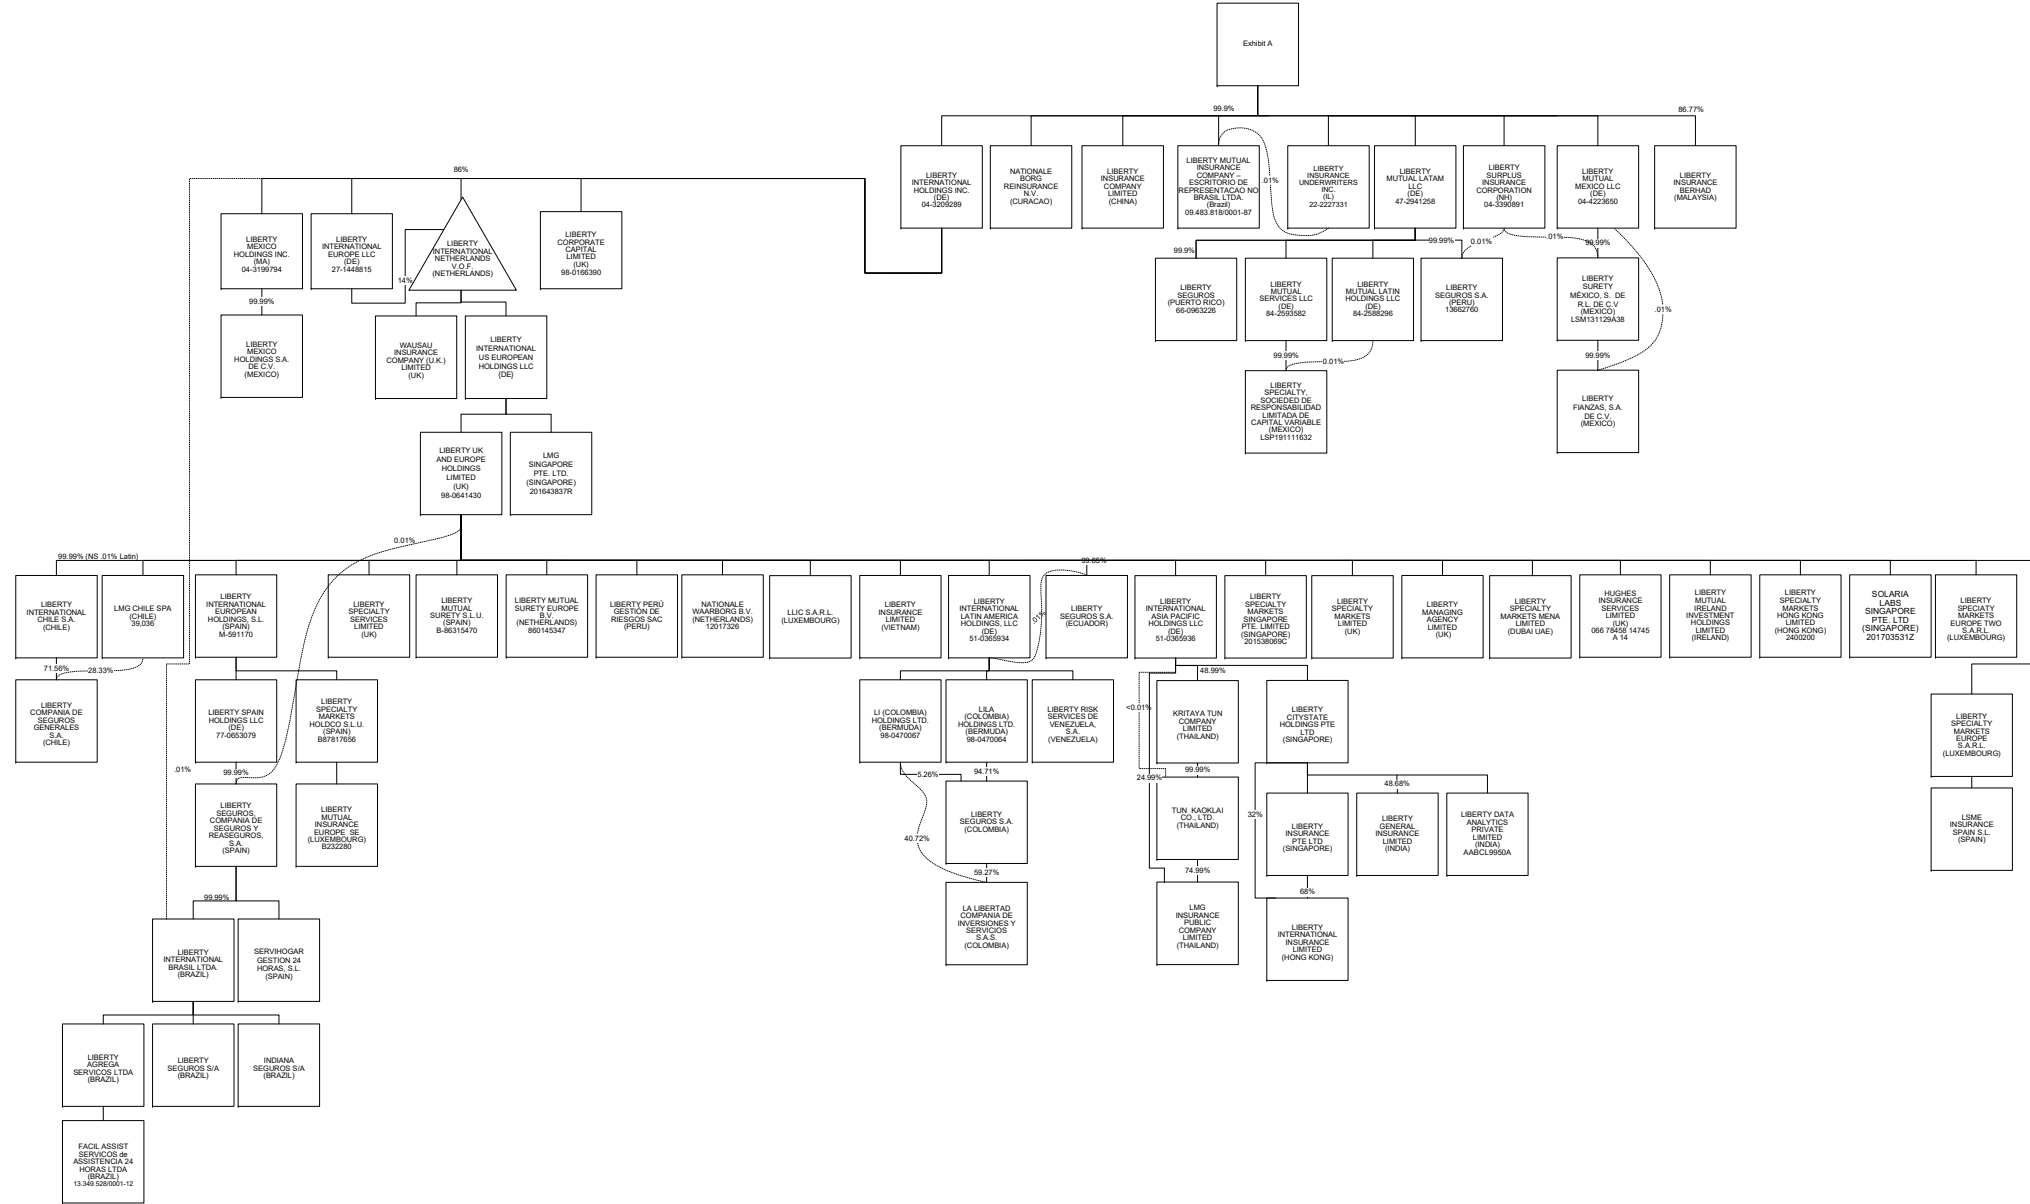 Exhibit A
99.9%
86.77%
LIBERTY
INTERNATIONAL
HOLDINGS INC.
(DE)
04-3209289
NATIONALE
BORG
REINSURANCE
N.V.
(CURACAO)
LIBERTY
INSURANCE
COMPANY
LIMITED
(CHINA)
LIBERTY MUTUAL
INSURANCE
COMPANY –
ESCRITORIO DE
REPRESENTACAO NO
BRASIL LTDA.
(Brazil)
09.483.818/0001-87
.01%
LIBERTY
INSURANCE
UNDERWRITERS
INC.
(IL)
22-2227331
LIBERTY
MUTUAL LATAM
LLC
(DE)
47-2941258
LIBERTY
SURPLUS
INSURANCE
CORPORATION
(NH)
04-3390891
LIBERTY
MUTUAL
MEXICO LLC
(DE)
04-4223650
LIBERTY
INSURANCE
BERHAD
(MALAYSIA)
86%
LIBERTY
MEXICO
HOLDINGS INC.
(MA)
04-3199794
LIBERTY
INTERNATIONAL
EUROPE LLC
(DE)
27-1448815
14%
LIBERTY
INTERNATIONAL
NETHERLANDS
V.O.F.
(NETHERLANDS)
LIBERTY
CORPORATE
CAPITAL
LIMITED
(UK)
98-0166390
99.9%
99.99%
0.01%
.01%
99.99%
LIBERTY
SEGUROS
(PUERTO RICO)
66-0963226
LIBERTY
MUTUAL
SERVICES LLC
(DE)
84-2593582
LIBERTY
MUTUAL LATIN
HOLDINGS LLC
(DE)
84-2588296
LIBERTY
SEGUROS S.A.
(PERU)
13662760
LIBERTY
SURETY
MÉXICO, S. DE
R.L. DE C.V
(MEXICO)
LSM131129A38
.01%
99.99%
99.99%
0.01%
99.99%
LIBERTY
MEXICO
HOLDINGS S.A.
DE C.V.
(MEXICO)
WAUSAU
INSURANCE
COMPANY (U.K.)
LIMITED
(UK)
LIBERTY
INTERNATIONAL
US EUROPEAN
HOLDINGS LLC
(DE)
LIBERTY
SPECIALTY,
SOCIEDED DE
RESPONSABILIDAD
LIMITADA DE
CAPITAL VARIABLE
(MEXICO)
LSP191111632
LIBERTY
FIANZAS, S.A.
DE C.V.
(MEXICO)
LIBERTY UK
AND EUROPE
HOLDINGS
LIMITED
(UK)
98-0641430
LMG
SINGAPORE
PTE. LTD.
(SINGAPORE)
201643837R
0.01%
99.99% (NS .01% Latin)
99.65%
LIBERTY
INTERNATIONAL
CHILE S.A.
(CHILE)
LMG CHILE SPA
(CHILE)
39,036
LIBERTY
INTERNATIONAL
EUROPEAN
HOLDINGS, S.L.
(SPAIN)
M-591170
LIBERTY
SPECIALTY
SERVICES
LIMITED
(UK)
LIBERTY
MUTUAL
SURETY S.L.U.
(SPAIN)
B-86315470
LIBERTY MUTUAL
SURETY EUROPE
B.V.
(NETHERLANDS)
860145347
LIBERTY PERÚ
GESTIÓN DE
RIESGOS SAC
(PERU)
NATIONALE
WAARBORG B.V.
(NETHERLANDS)
12017326
LLIC S.A.R.L.
(LUXEMBOURG)
LIBERTY
INSURANCE
LIMITED
(VIETNAM)
LIBERTY
INTERNATIONAL
LATIN AMERICA
HOLDINGS, LLC
(DE)
51-0365934
.01%
LIBERTY
SEGUROS S.A.
(ECUADOR)
LIBERTY
INTERNATIONAL
ASIA PACIFIC
HOLDINGS LLC
(DE)
51-0365936
LIBERTY
SPECIALTY
MARKETS
SINGAPORE
PTE. LIMITED
(SINGAPORE)
201538069C
LIBERTY
SPECIALTY
MARKETS
LIMITED
(UK)
LIBERTY
MANAGING
AGENCY
LIMITED
(UK)
LIBERTY
SPECIALTY
MARKETS MENA
LIMITED
(DUBAI UAE)
HUGHES
INSURANCE
SERVICES
LIMITED
(UK)
066 78458 14745
A 14
LIBERTY
MUTUAL
IRELAND
INVESTMENT
HOLDINGS
LIMITED
(IRELAND)
LIBERTY
SPECIALTY
MARKETS
HONG KONG
LIMITED
(HONG KONG)
2400200
SOLARIA
LABS
SINGAPORE
PTE. LTD
(SINGAPORE)
201703531Z
LIBERTY
SPECIATY
MARKETS
EUROPE TWO
S.A.R.L.
(LUXEMBOURG)
71.56%
28.33%
48.99%
<0.01%
LIBERTY
COMPANIA DE
SEGUROS
GENERALES
S.A.
(CHILE)
LIBERTY SPAIN
HOLDINGS LLC
(DE)
77-0653079
LIBERTY
SPECIALTY
MARKETS
HOLDCO S.L.U.
(SPAIN)
B87817656
LI (COLOMBIA)
HOLDINGS LTD.
(BERMUDA)
98-0470067
LILA
(COLOMBIA)
HOLDINGS LTD.
(BERMUDA)
98-0470064
LIBERTY RISK
SERVICES DE
VENEZUELA,
S.A.
(VENEZUELA)
KRITAYA TUN
COMPANY
LIMITED
(THAILAND)
LIBERTY
CITYSTATE
HOLDINGS PTE
LTD
(SINGAPORE)
LIBERTY
SPECIALTY
MARKETS
EUROPE
S.A.R.L.
(LUXEMBOURG)
.01%
99.99%
5.26%
94.71%
99.99%
24.99%
48.68%
LIBERTY
SEGUROS,
COMPANIA DE
SEGUROS Y
REASEGUROS,
S.A.
(SPAIN)
LIBERTY
MUTUAL
INSURANCE
EUROPE SE
(LUXEMBOURG)
B232280
40.72%
LIBERTY
SEGUROS S.A.
(COLOMBIA)
TUN KAOKLAI
CO., LTD.
(THAILAND)
32%
LIBERTY
INSURANCE
PTE LTD
(SINGAPORE)
LIBERTY
GENERAL
INSURANCE
LIMITED
(INDIA)
LIBERTY DATA
ANALYTICS
PRIVATE
LIMITED
(INDIA)
AABCL9950A
LSME
INSURANCE
SPAIN S.L.
(SPAIN)
99.99%
59.27%
74.99%
68%
LIBERTY
INTERNATIONAL
BRASIL LTDA.
(BRAZIL)
SERVIHOGAR
GESTION 24
HORAS, S.L.
(SPAIN)
LA LIBERTAD
COMPANIA DE
INVERSIONES Y
SERVICIOS
S.A.S.
(COLOMBIA)
LMG
INSURANCE
PUBLIC
COMPANY
LIMITED
(THAILAND)
LIBERTY
INTERNATIONAL
INSURANCE
LIMITED
(HONG KONG)
LIBERTY
AGREGA
SERVICOS LTDA
(BRAZIL)
LIBERTY
SEGUROS S/A
(BRAZIL)
INDIANA
SEGUROS S/A
(BRAZIL)
FACIL ASSIST
SERVICOS de
ASSISTENCIA 24
HORAS LTDA
(BRAZIL)
13.349.528/0001-12